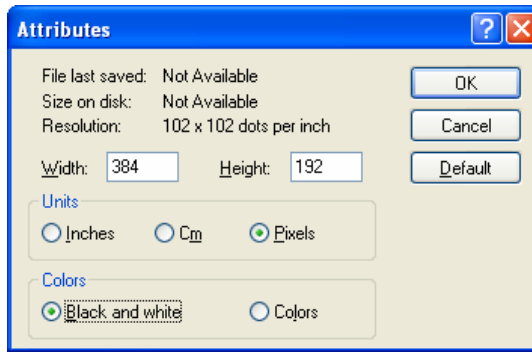 Attributes
File last saved: Not Available
Size on disk: Not Available
Resolution: 102 x 102 dots per inch
Width: 384 Height: 192
Units
Inches Cm Pixels
Colors
Black and white Colors
OK
Cancel
Default